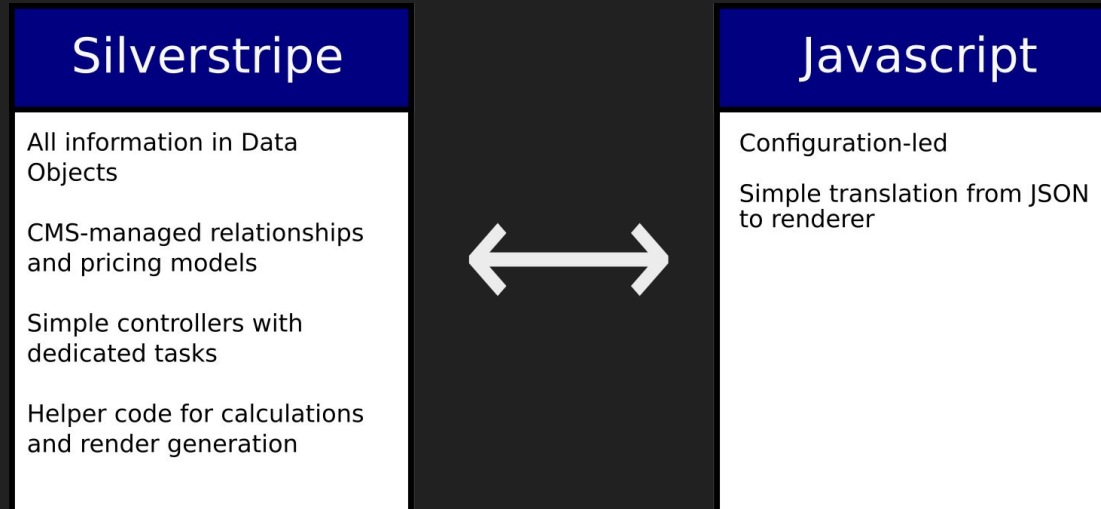 Silverstripe
All information in Data
Objects
CMS-managed relationships
and pricing models
Simple controllers with
dedicated tasks
Helper code for calculations
and render generation
Javascript
Configuration-led
Simple translation from JSON
to renderer